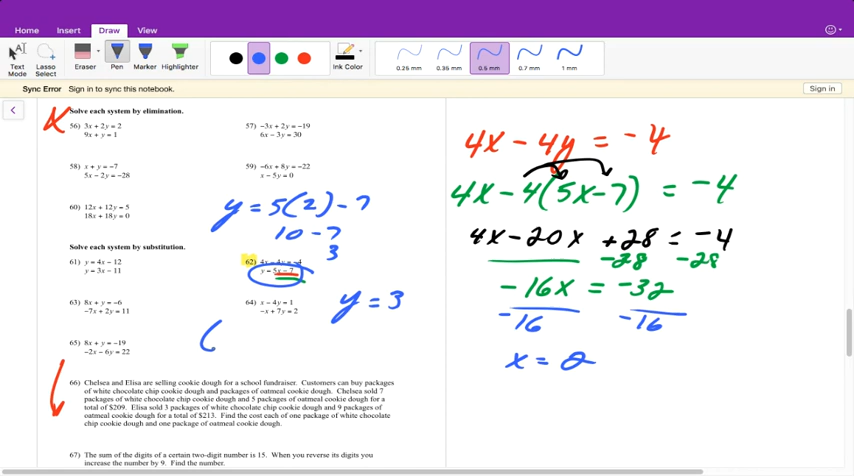 Home Insert Draw View
Text Mode
Lasso Select
Eraser
Pen
Marker
Highlighter
Ink Color
0.25 mm
0.35 mm
0.5 mm
0.7 mm
1 mm
Sync Error Sign in to sync this notebook.
Sign in
Solve each system by elimination.
56) 3x + 2y = 2
9x + y = 1
57) −3x + 2y = −19
6x − 3y = 30
58) x + y = −7
5x − 2y = −28
59) −6x + 8y = −22
x − 5y = 0
60) 12x + 12y = 5
18x + 18y = 0
y = 5(2) − 7
10 − 7
3
Solve each system by substitution.
61) y = 4x − 12
y = 3x − 11
62) 4x − 4y = −4
y = 5x − 7
63) 8x + y = −6
−7x + 2y = 11
64) x − 4y = 1
−x + 7y = 2
y = 3
65) 8x + y = −19
−2x − 6y = 22
(
66) Chelsea and Elisa are selling cookie dough for a school fundraiser. Customers can buy packages
of white chocolate chip cookie dough and packages of oatmeal cookie dough. Chelsea sold 7
packages of white chocolate chip cookie dough and 5 packages of oatmeal cookie dough for a
total of $209. Elisa sold 3 packages of white chocolate chip cookie dough and 9 packages of
oatmeal cookie dough for a total of $213. Find the cost each of one package of white chocolate
chip cookie dough and one package of oatmeal cookie dough.
67) The sum of the digits of a certain two-digit number is 15. When you reverse its digits you
increase the number by 9. Find the number.
4x − 4y = −4
4x − 4(5x − 7) = −4
4x − 20x + 28 = −4
−28 −28
−16x = −32
−16 −16
x = 2